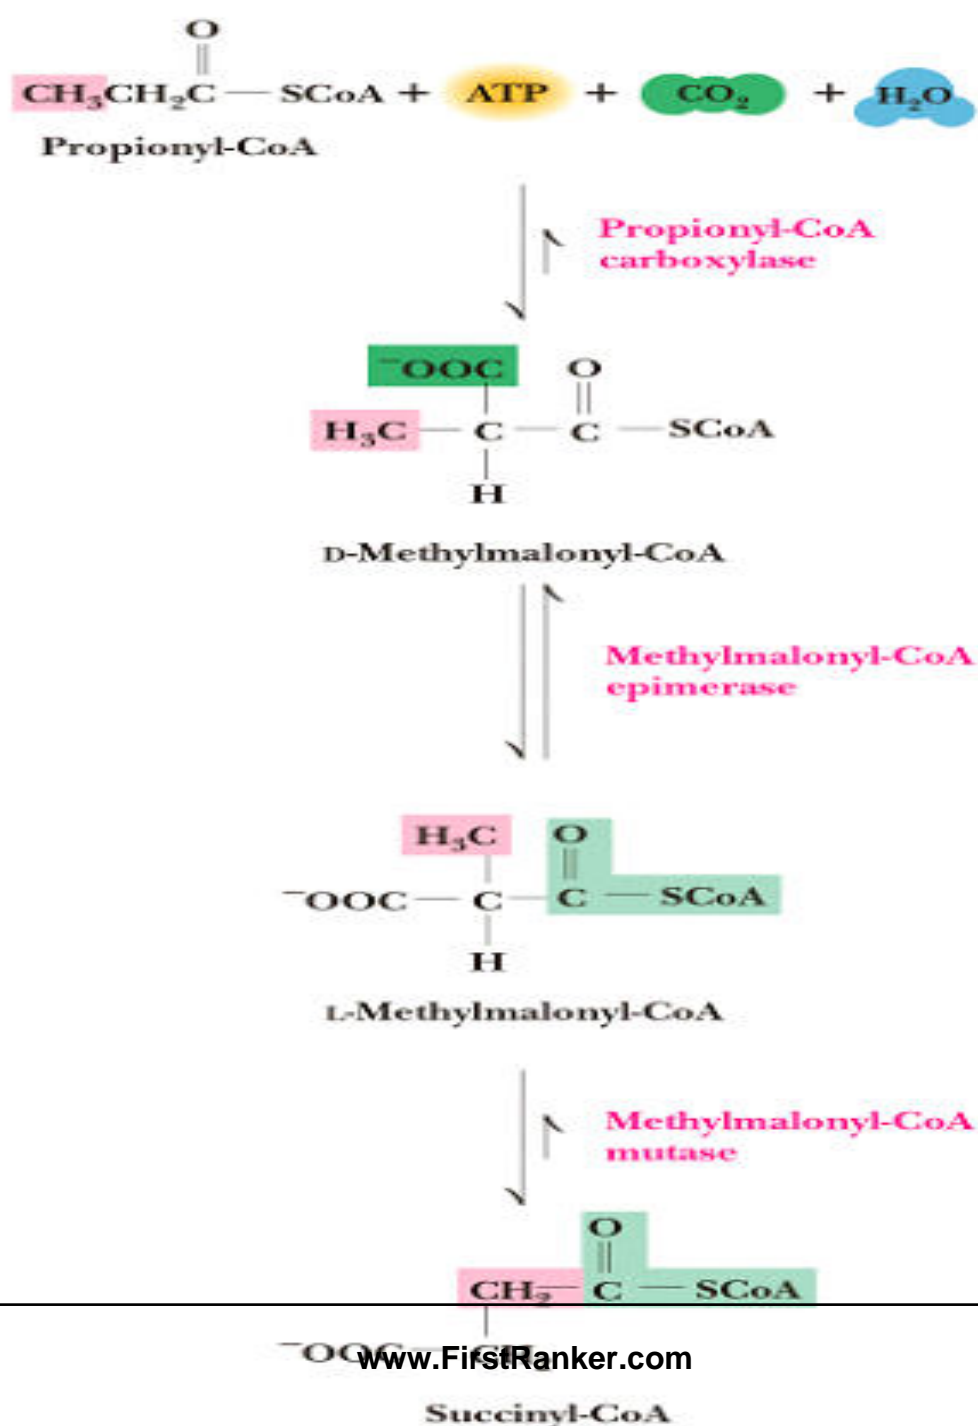 O
CH₃CH₂C — SCoA + ATP + CO₂ + H₂O
Propionyl-CoA
Propionyl-CoA
carboxylase
⁻OOC O
H₃C — C — C — SCoA
H
D-Methylmalonyl-CoA
Methylmalonyl-CoA
epimerase
H₃C O
⁻OOC — C — C — SCoA
H
L-Methylmalonyl-CoA
Methylmalonyl-CoA
mutase
O
CH₂ — C — SCoA
⁻OOC —
www.FirstRanker.com
Succinyl-CoA